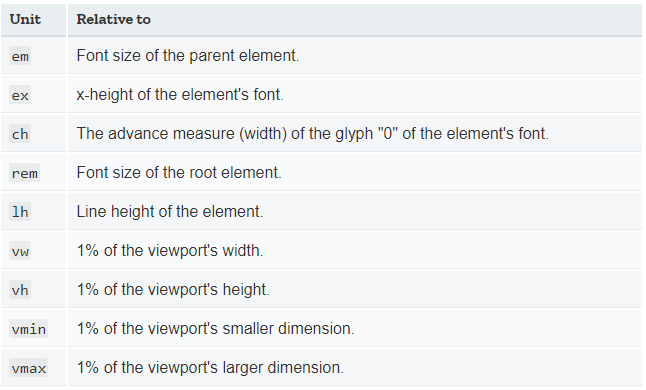 Unit Relative to
em Font size of the parent element.
ex x-height of the element's font.
ch The advance measure (width) of the glyph "0" of the element's font.
rem Font size of the root element.
lh Line height of the element.
vw 1% of the viewport's width.
vh 1% of the viewport's height.
vmin 1% of the viewport's smaller dimension.
vmax 1% of the viewport's larger dimension.